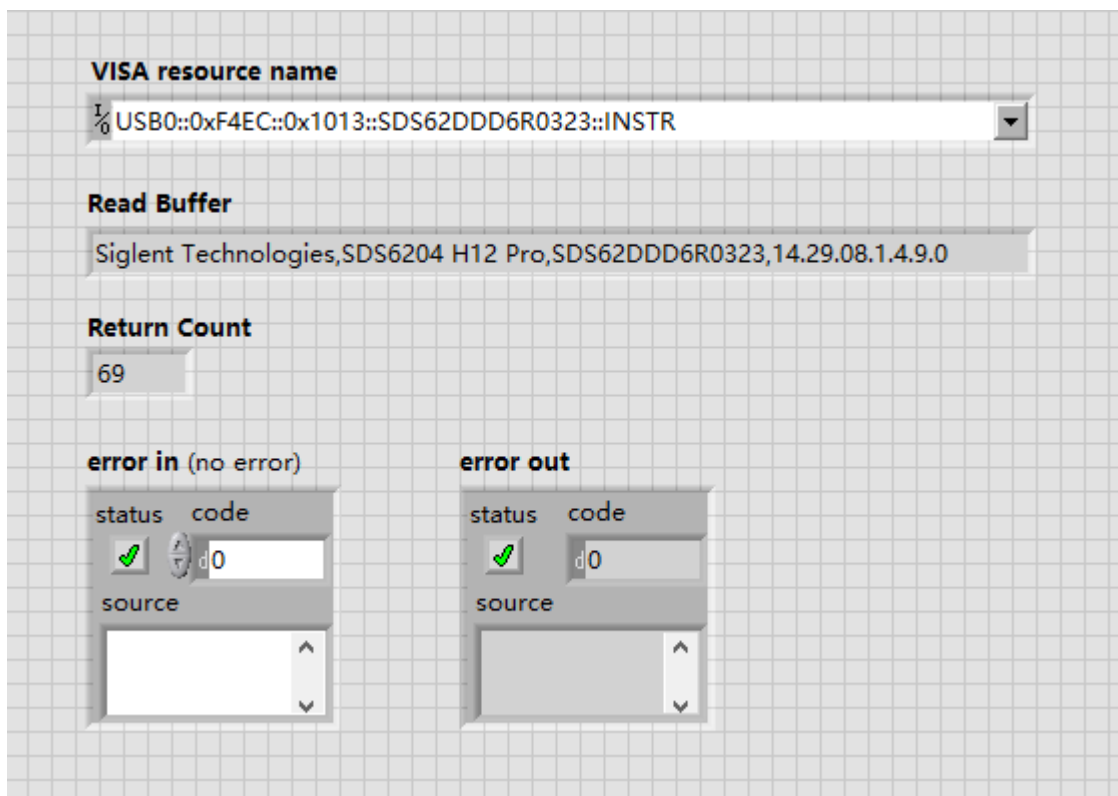 VISA resource name
USB0::0xF4EC::0x1013::SDS62DDD6R0323::INSTR
Read Buffer
Siglent Technologies,SDS6204 H12 Pro,SDS62DDD6R0323,14.29.08.1.4.9.0
Return Count
69
error in (no error)
status code
d0
source
error out
status code
d0
source